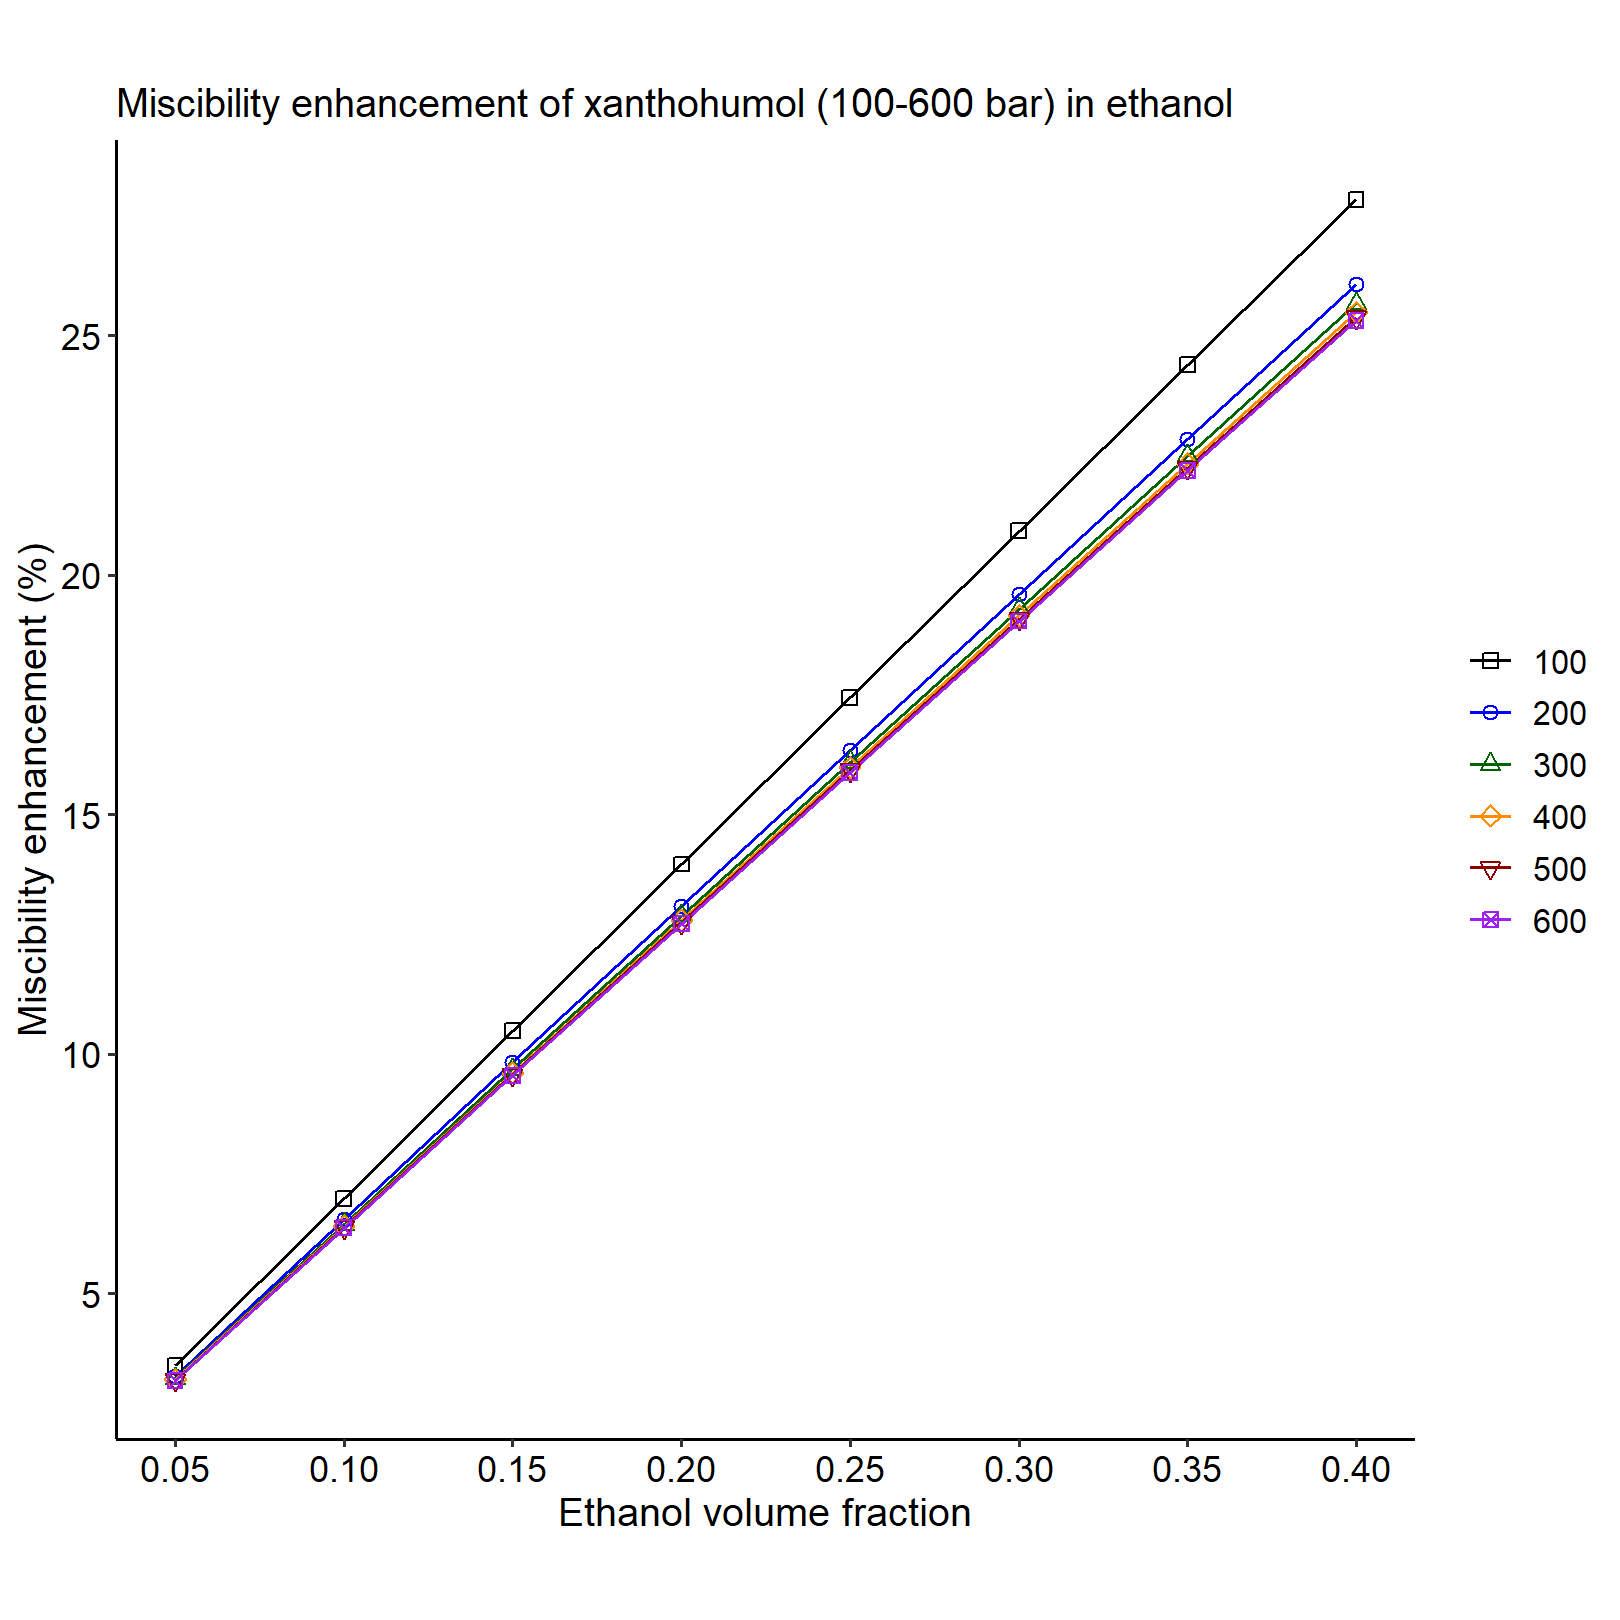 Miscibility enhancement of xanthohumol (100-600 bar) in ethanol
Miscibility enhancement (%)
25
20
15
10
5
0.05 0.10 0.15 0.20 0.25 0.30 0.35 0.40
Ethanol volume fraction
100
200
300
400
500
600